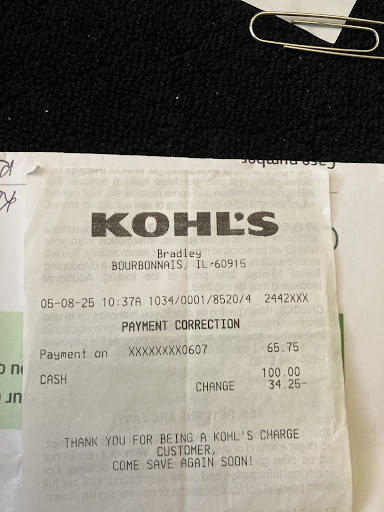 KOHL'S
Bradley
BOURBONNAIS, IL 60915
05-08-25 10:37A 1034/0001/8520/4 2442XXX
PAYMENT CORRECTION
Payment on XXXXXXXX0607 65.75
CASH 100.00
CHANGE 34.25-
THANK YOU FOR BEING A KOHL'S CHARGE
CUSTOMER,
COME SAVE AGAIN SOON!